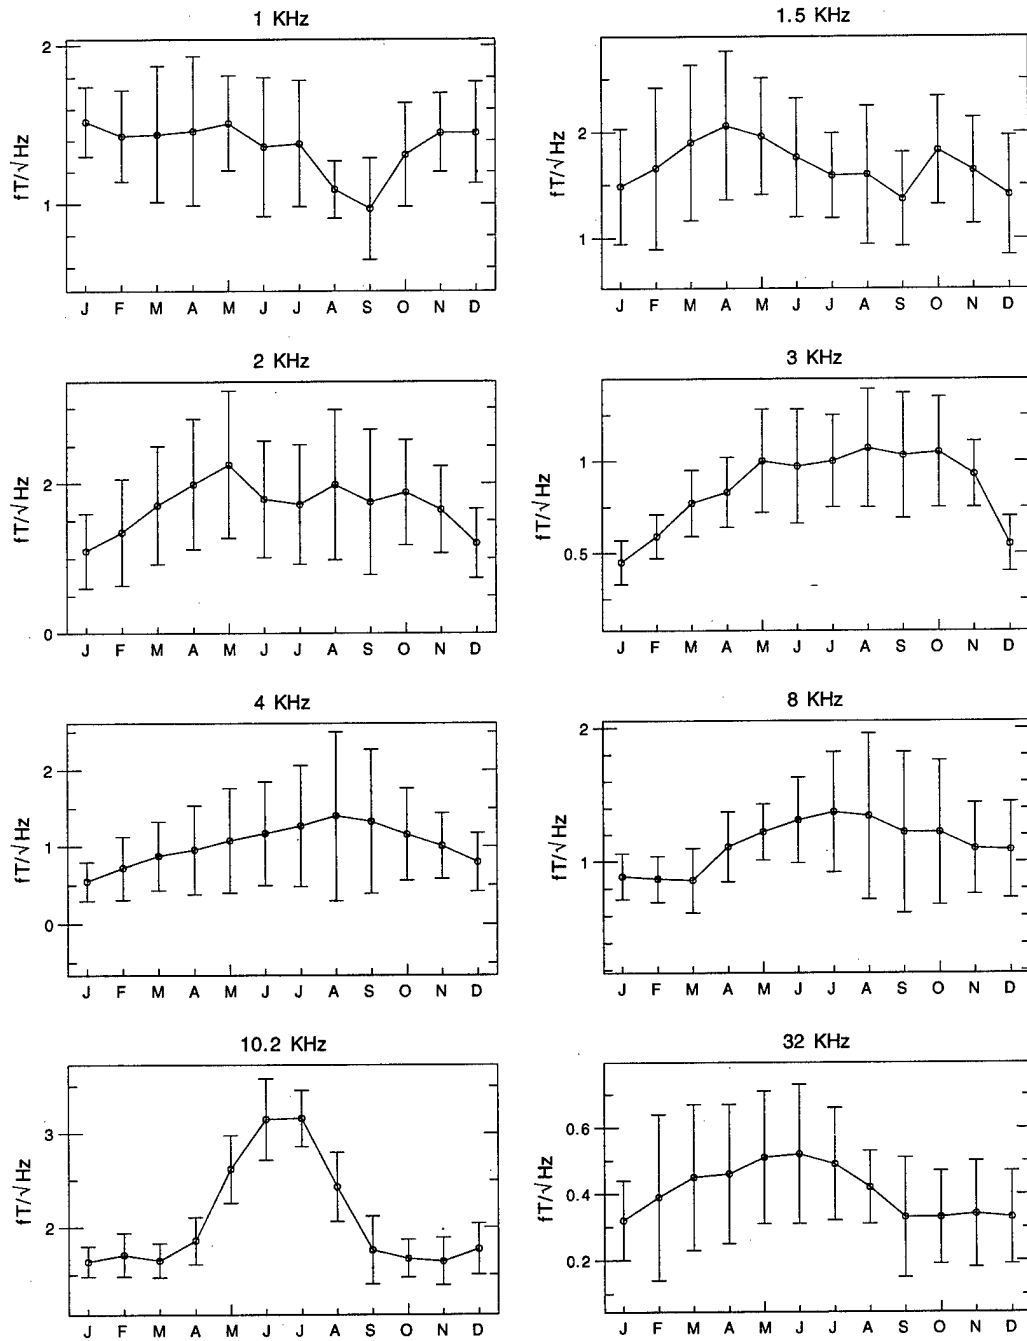 1 KHz
2
1
fT/√Hz
J F M A M J J A S O N D
1.5 KHz
2
1
fT/√Hz
J F M A M J J A S O N D
2 KHz
2
0
fT/√Hz
J F M A M J J A S O N D
3 KHz
1
0.5
fT/√Hz
J F M A M J J A S O N D
4 KHz
2
1
0
fT/√Hz
J F M A M J J A S O N D
8 KHz
2
1
fT/√Hz
J F M A M J J A S O N D
10.2 KHz
3
2
fT/√Hz
J F M A M J J A S O N D
32 KHz
0.6
0.4
0.2
fT/√Hz
J F M A M J J A S O N D